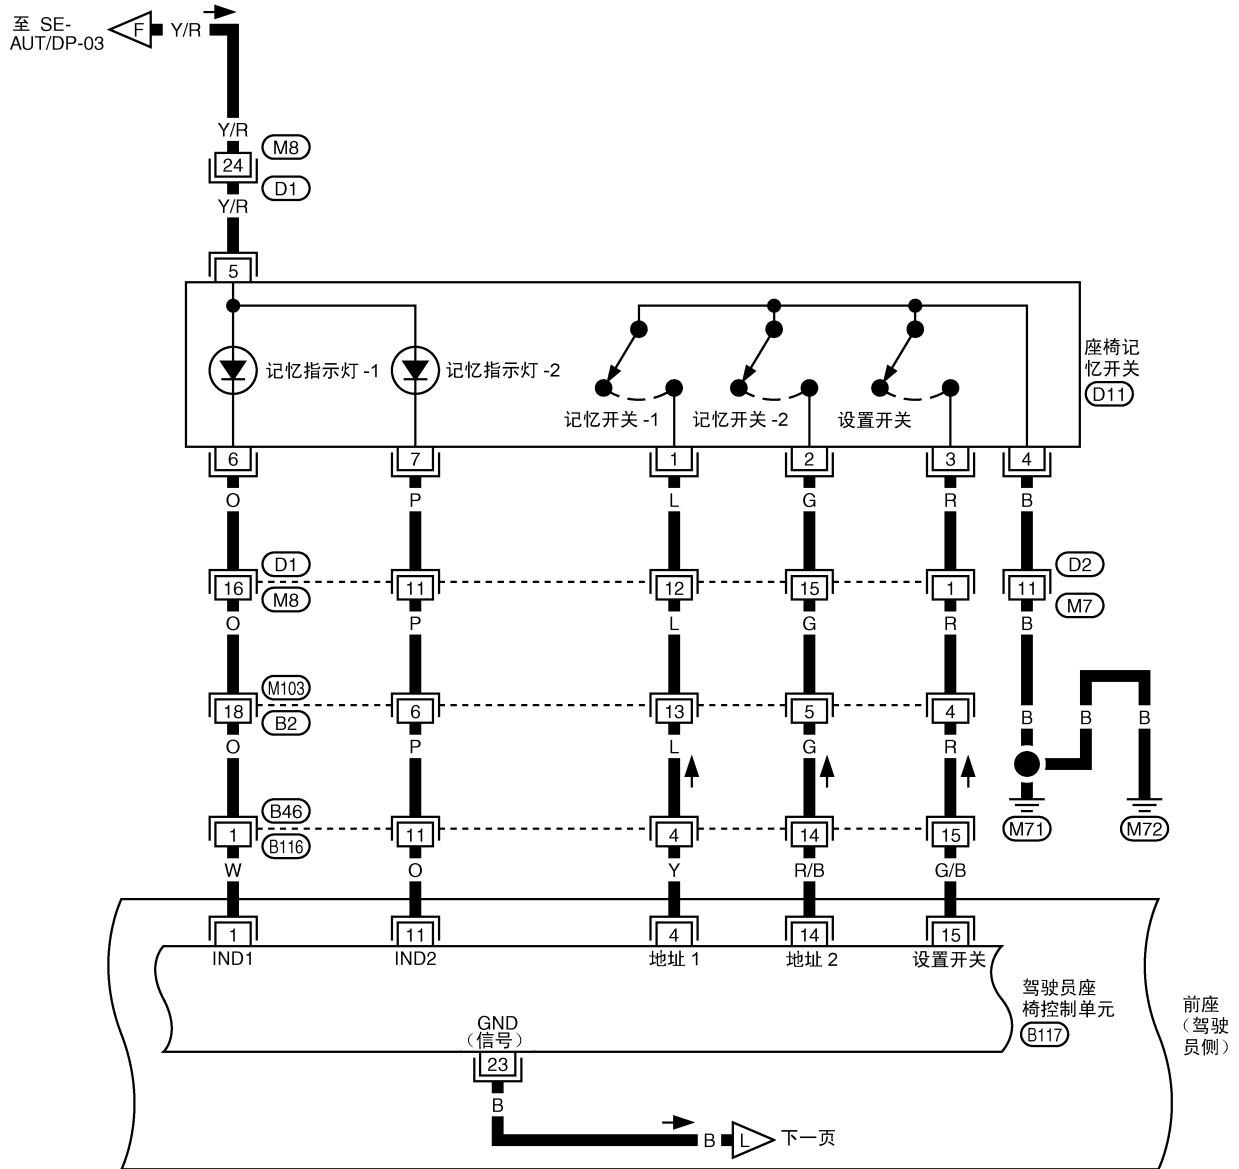 至 SE-
AUT/DP-03
F
Y/R
Y/R
M8
24
D1
Y/R
5
记忆指示灯 -1
记忆指示灯 -2
记忆开关 -1
记忆开关 -2
设置开关
座椅记
忆开关
D11
6 7 1 2 3 4
O P L G R B
D1
D2
16 11 12 15 1 11
M8
M7
O P L G R B
M103
18 6 13 5 4
B2
B B B
O P L G R
B46
1 11 4 14 15
B116
M71 M72
W O Y R/B G/B
1 11 4 14 15
IND1 IND2 地址 1 地址 2 设置开关
驾驶员座
椅控制单元
B117
前座
（驾驶
员侧）
GND
（信号）
23
B
B
L
下一页